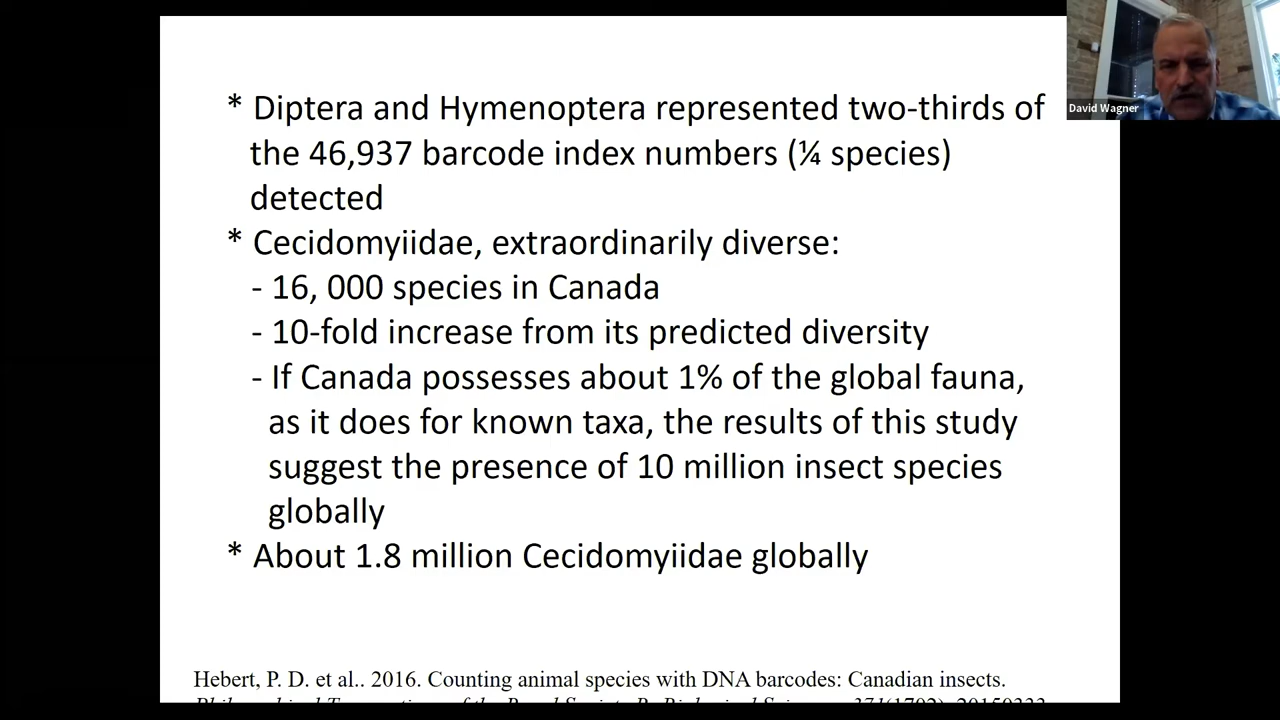 * Diptera and Hymenoptera represented two-thirds of
the 46,937 barcode index numbers (¼ species)
detected
* Cecidomyiidae, extraordinarily diverse:
- 16, 000 species in Canada
- 10-fold increase from its predicted diversity
- If Canada possesses about 1% of the global fauna,
as it does for known taxa, the results of this study
suggest the presence of 10 million insect species
globally
* About 1.8 million Cecidomyiidae globally
Hebert, P. D. et al.. 2016. Counting animal species with DNA barcodes: Canadian insects.
David Wagner